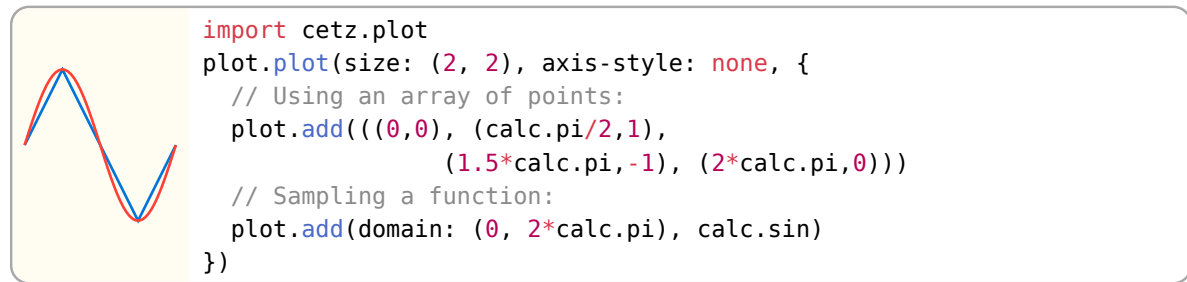 import cetz.plot
plot.plot(size: (2, 2), axis-style: none, {
  // Using an array of points:
  plot.add(((0,0), (calc.pi/2,1),
                (1.5*calc.pi,-1), (2*calc.pi,0)))
  // Sampling a function:
  plot.add(domain: (0, 2*calc.pi), calc.sin)
})